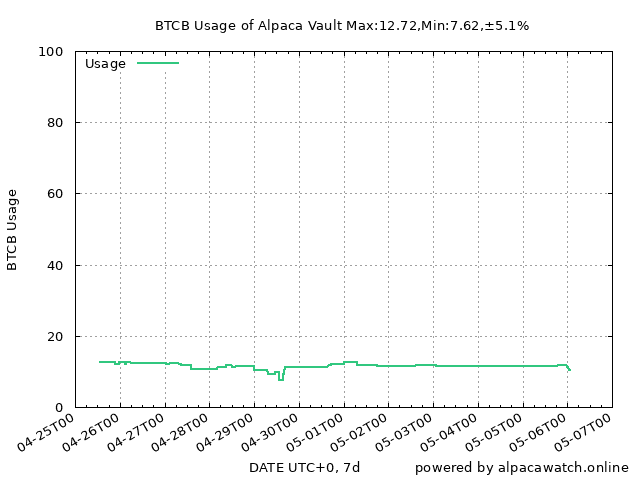 BTCB Usage of Alpaca Vault Max:12.72,Min:7.62,±5.1%
Usage
BTCB Usage
100
80
60
40
20
0
04-25T00
04-26T00
04-27T00
04-28T00
04-29T00
04-30T00
05-01T00
05-02T00
05-03T00
05-04T00
05-05T00
05-06T00
05-07T00
DATE UTC+0, 7d
powered by alpacawatch.online